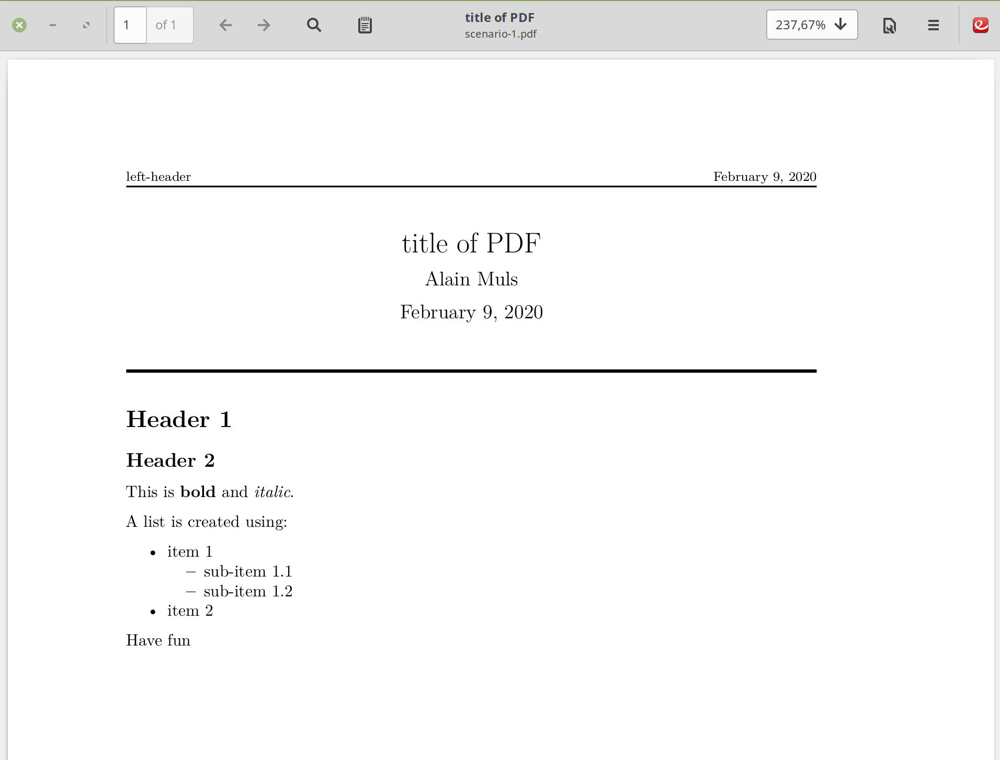 1 of 1
title of PDF
scenario-1.pdf
237,67%
left-header February 9, 2020
title of PDF
Alain Muls
February 9, 2020
Header 1
Header 2
This is bold and italic.
A list is created using:
• item 1
– sub-item 1.1
– sub-item 1.2
• item 2
Have fun